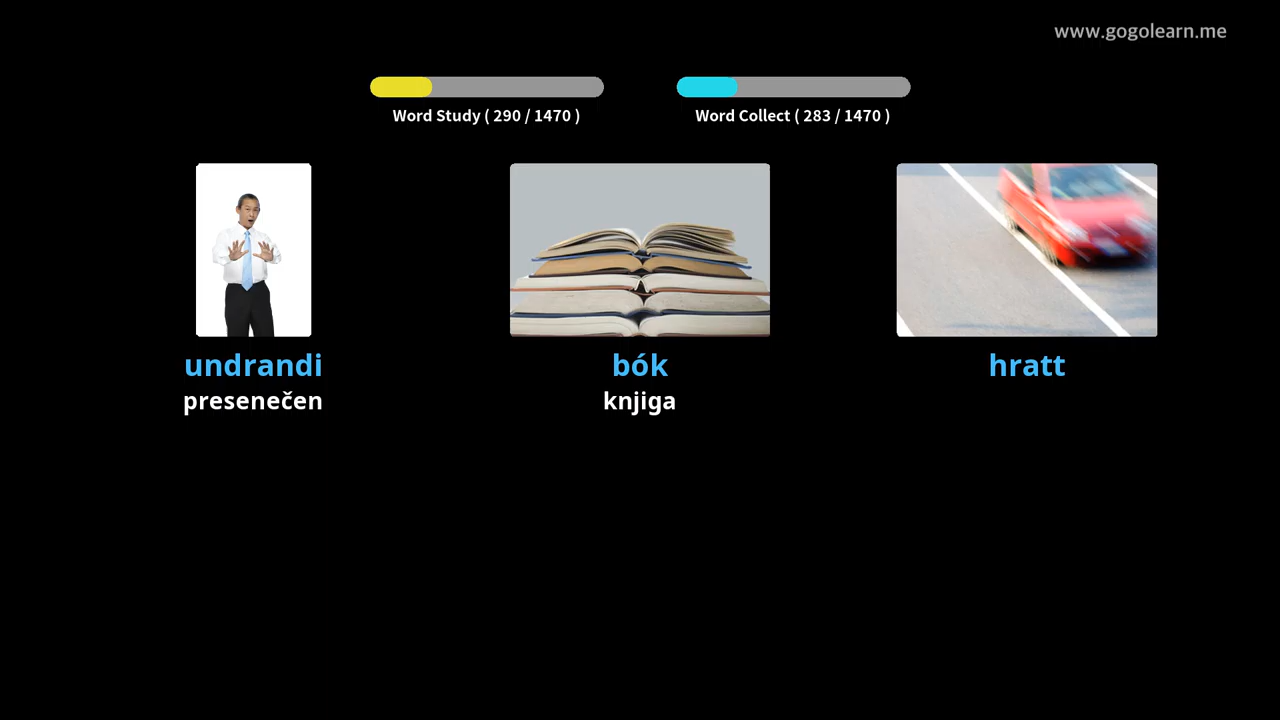 www.gogolearn.me
Word Study ( 290 / 1470 )
Word Collect ( 283 / 1470 )
undrandi
presenečen
bók
knjiga
hratt